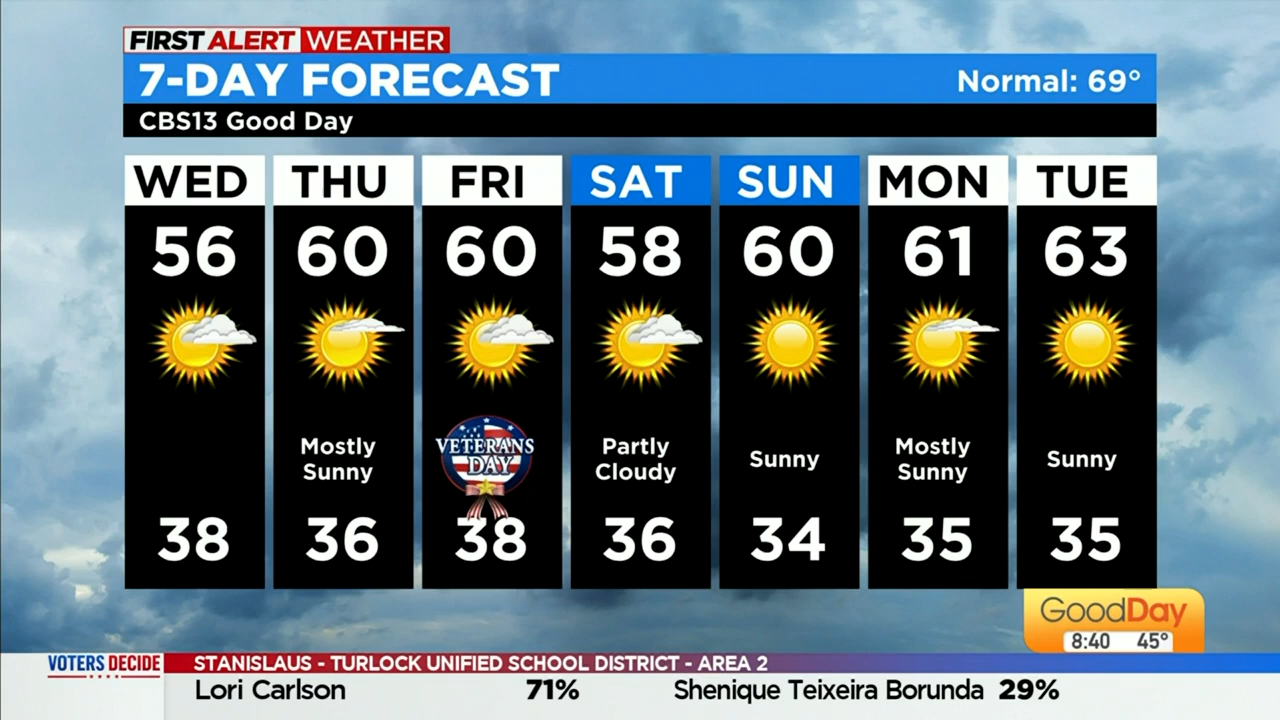 FIRST ALERT WEATHER
7-DAY FORECAST
Normal: 69°
CBS13 Good Day
WED THU FRI SAT SUN MON TUE
56 60 60 58 60 61 63
VETERANS
DAY
Mostly
Sunny
Partly
Cloudy
Sunny
Mostly
Sunny
Sunny
38 36 38 36 34 35 35
GoodDay
8:40 45°
VOTERS DECIDE
STANISLAUS - TURLOCK UNIFIED SCHOOL DISTRICT - AREA 2
Lori Carlson 71% Shenique Teixeira Borunda 29%